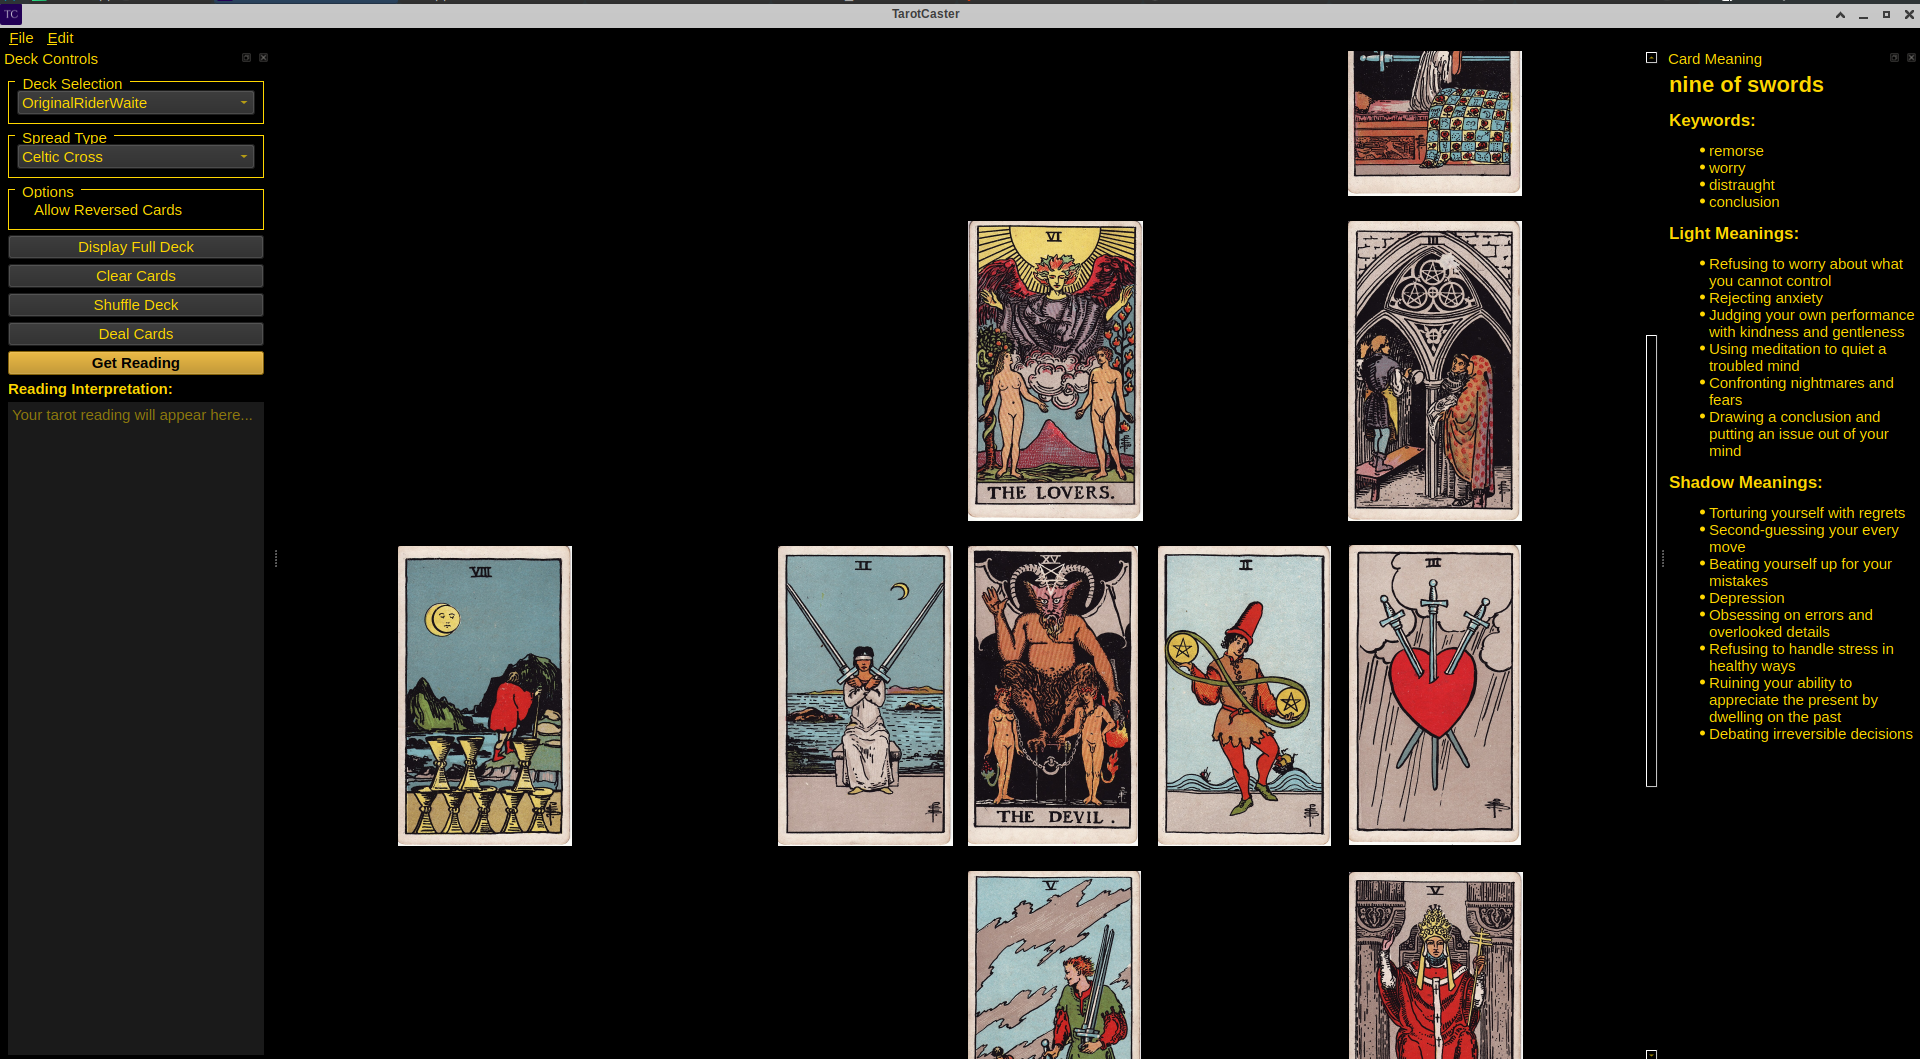 TC
TarotCaster
File Edit
Deck Controls
Deck Selection
OriginalRiderWaite
Spread Type
Celtic Cross
Options
Allow Reversed Cards
Display Full Deck
Clear Cards
Shuffle Deck
Deal Cards
Get Reading
Reading Interpretation:
Your tarot reading will appear here...
VI
THE LOVERS.
III
VIII
II
XV
THE DEVIL.
II
III
V
V
Card Meaning
nine of swords
Keywords:
remorse
worry
distraught
conclusion
Light Meanings:
Refusing to worry about what
you cannot control
Rejecting anxiety
Judging your own performance
with kindness and gentleness
Using meditation to quiet a
troubled mind
Confronting nightmares and
fears
Drawing a conclusion and
putting an issue out of your
mind
Shadow Meanings:
Torturing yourself with regrets
Second-guessing your every
move
Beating yourself up for your
mistakes
Depression
Obsessing on errors and
overlooked details
Refusing to handle stress in
healthy ways
Ruining your ability to
appreciate the present by
dwelling on the past
Debating irreversible decisions